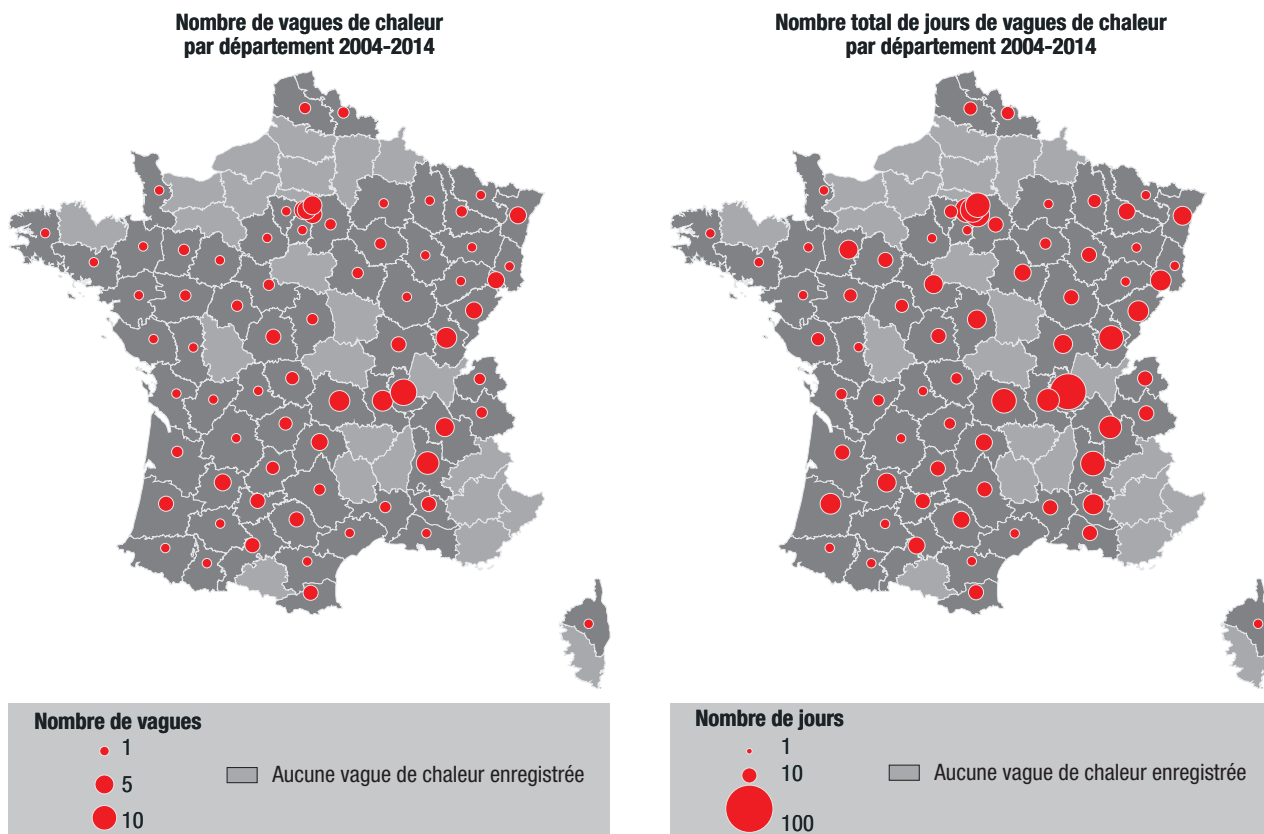 Nombre de vagues de chaleur
par département 2004-2014
Nombre total de jours de vagues de chaleur
par département 2004-2014
Nombre de vagues
1
5
10
Aucune vague de chaleur enregistrée
Nombre de jours
1
10
100
Aucune vague de chaleur enregistrée